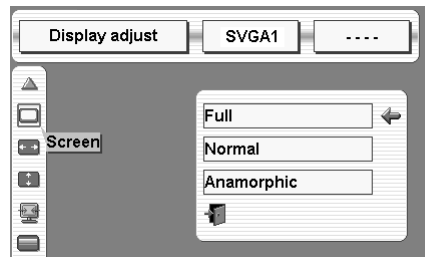 Display adjust
SVGA1
----
Screen
Full
Normal
Anamorphic